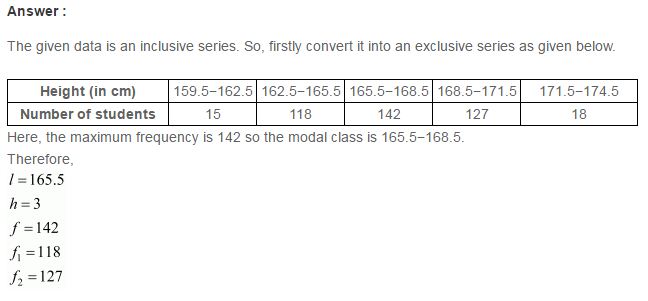 Answer :
The given data is an inclusive series. So, firstly convert it into an exclusive series as given below.
Height (in cm) 159.5−162.5 162.5−165.5 165.5−168.5 168.5−171.5 171.5−174.5
Number of students 15 118 142 127 18
Here, the maximum frequency is 142 so the modal class is 165.5−168.5.
Therefore,
l = 165.5
h = 3
f = 142
f₁ = 118
f₂ = 127